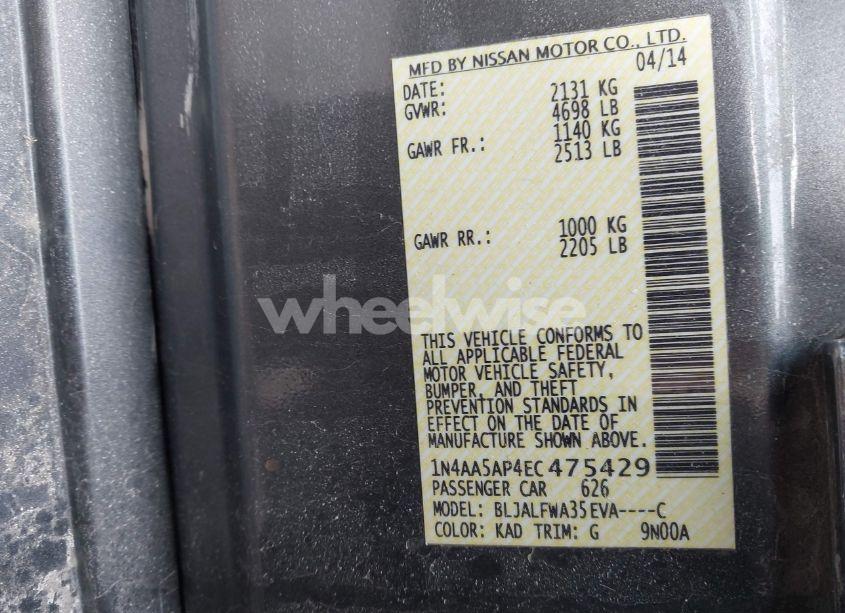 MFD BY NISSAN MOTOR CO., LTD.
DATE: 04/14
GVWR: 2131 KG
4698 LB
GAWR FR.: 1140 KG
2513 LB
GAWR RR.: 1000 KG
2205 LB
wheelwise
THIS VEHICLE CONFORMS TO
ALL APPLICABLE FEDERAL
MOTOR VEHICLE SAFETY,
BUMPER, AND THEFT
PREVENTION STANDARDS IN
EFFECT ON THE DATE OF
MANUFACTURE SHOWN ABOVE.
1N4AA5AP4EC475429
PASSENGER CAR 626
MODEL: BLJALFWA35EVA----C
COLOR: KAD TRIM: G 9N00A